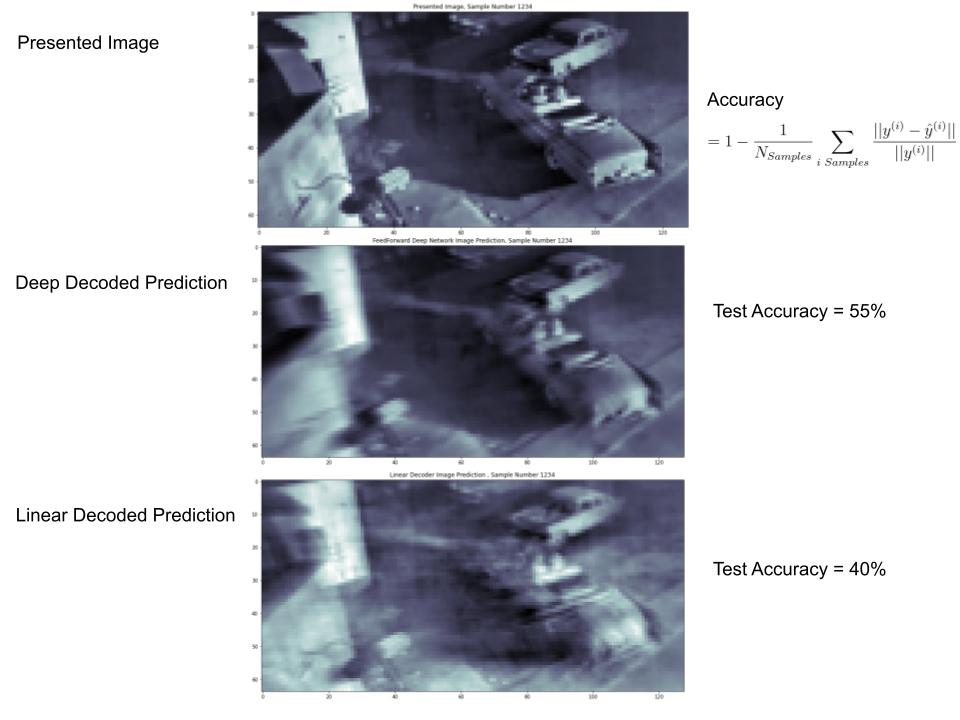 Presented Image, Sample Number 1234
Presented Image
0
10
20
30
40
50
60
0 20 40 60 80 100 120
Accuracy
= 1 - \frac{1}{N_{Samples}} \sum_{i \ Samples} \frac{||y^{(i)} - \hat{y}^{(i)}||}{||y^{(i)}||}
FeedForward Deep Network Image Prediction, Sample Number 1234
Deep Decoded Prediction
0
10
20
30
40
50
60
0 20 40 60 80 100 120
Test Accuracy = 55%
Linear Decoder Image Prediction , Sample Number 1234
Linear Decoded Prediction
0
10
20
30
40
50
60
0 20 40 60 80 100 120
Test Accuracy = 40%